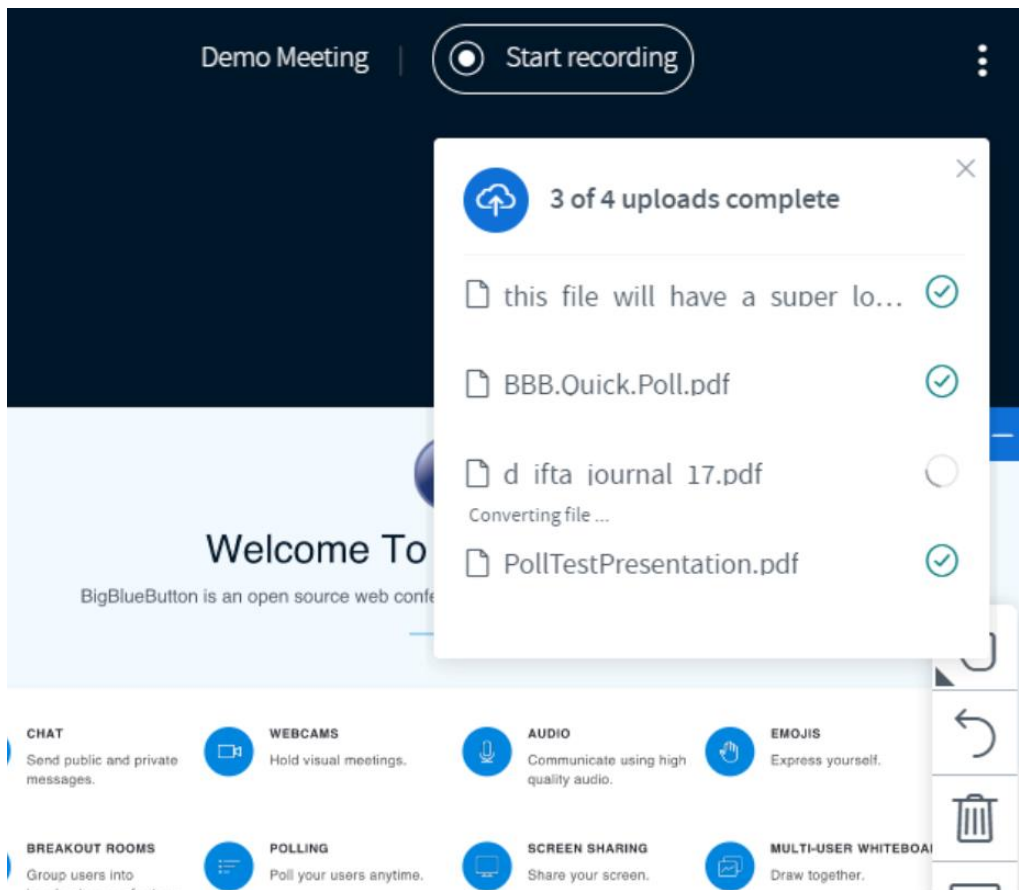 Demo Meeting | Start recording
3 of 4 uploads complete
this file will have a super lo...
BBB.Quick.Poll.pdf
d ifta journal 17.pdf
Converting file ...
PollTestPresentation.pdf
Welcome To
BigBlueButton is an open source web confe
CHAT
Send public and private
messages.
WEBCAMS
Hold visual meetings.
AUDIO
Communicate using high
quality audio.
EMOJIS
Express yourself.
BREAKOUT ROOMS
Group users into
POLLING
Poll your users anytime.
SCREEN SHARING
Share your screen.
MULTI-USER WHITEBOA
Draw together.